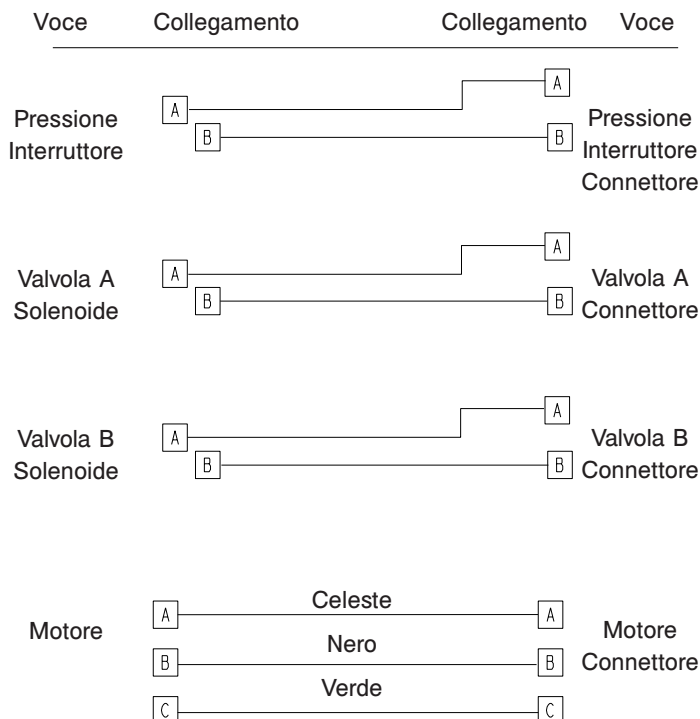 Voce Collegamento Collegamento Voce
A A
Pressione
Interruttore
B B
Pressione
Interruttore
Connettore
A A
Valvola A
Solenoide
B B
Valvola A
Connettore
A A
Valvola B
Solenoide
B B
Valvola B
Connettore
Motore
A Celeste A
B Nero B
C Verde C
Motore
Connettore